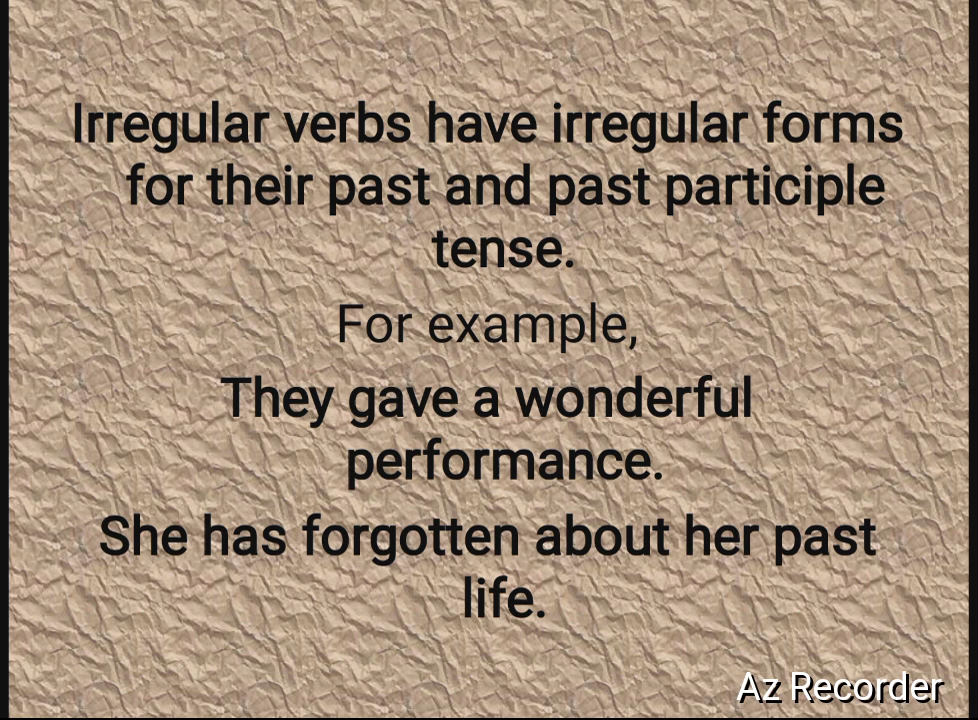 Irregular verbs have irregular forms
for their past and past participle
tense.
For example,
They gave a wonderful
performance.
She has forgotten about her past
life.
Az Recorder